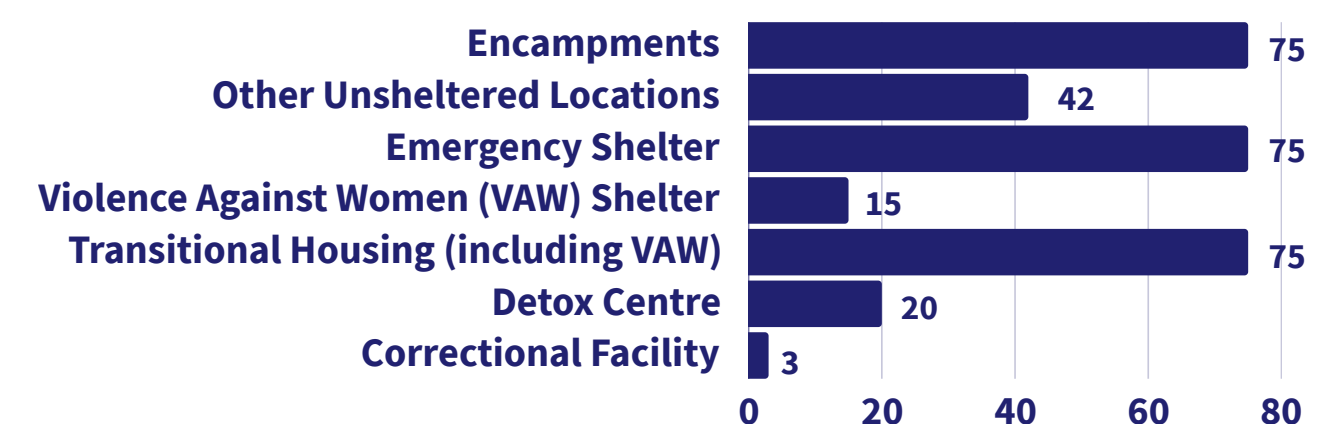 Encampments 75
Other Unsheltered Locations 42
Emergency Shelter 75
Violence Against Women (VAW) Shelter 15
Transitional Housing (including VAW) 75
Detox Centre 20
Correctional Facility 3
0 20 40 60 80